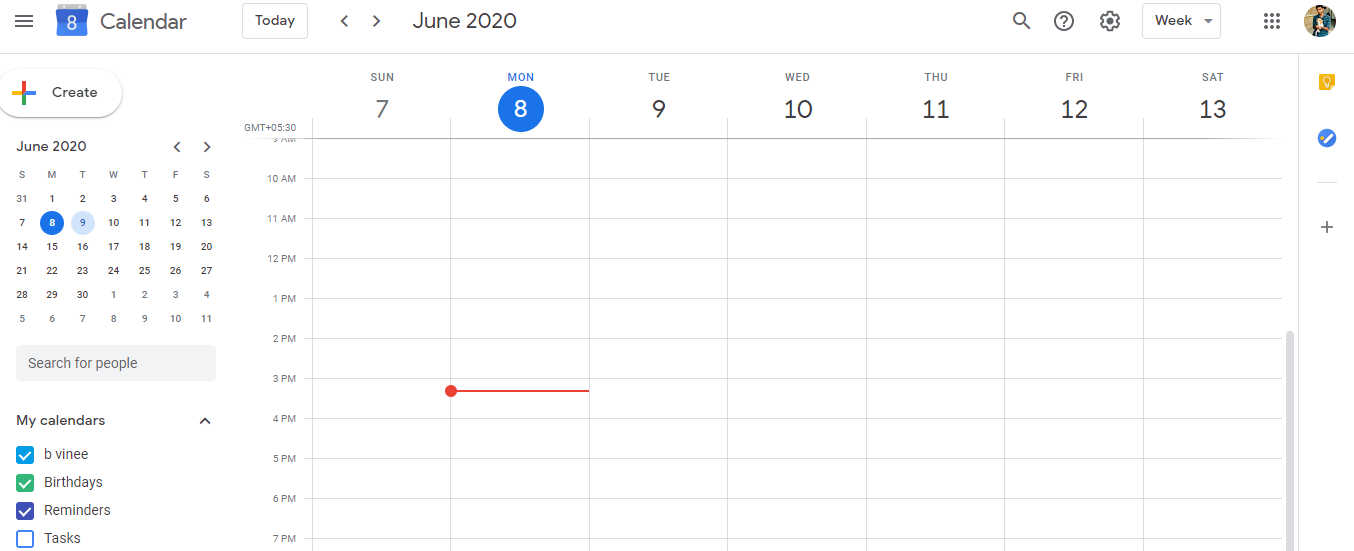 8 Calendar Today June 2020 Week
Create
SUN MON TUE WED THU FRI SAT
7 8 9 10 11 12 13
GMT+05:30
9 AM
June 2020
S M T W T F S
31 1 2 3 4 5 6
7 8 9 10 11 12 13
14 15 16 17 18 19 20
21 22 23 24 25 26 27
28 29 30 1 2 3 4
5 6 7 8 9 10 11
Search for people
My calendars
b vinee
Birthdays
Reminders
Tasks
10 AM
11 AM
12 PM
1 PM
2 PM
3 PM
4 PM
5 PM
6 PM
7 PM